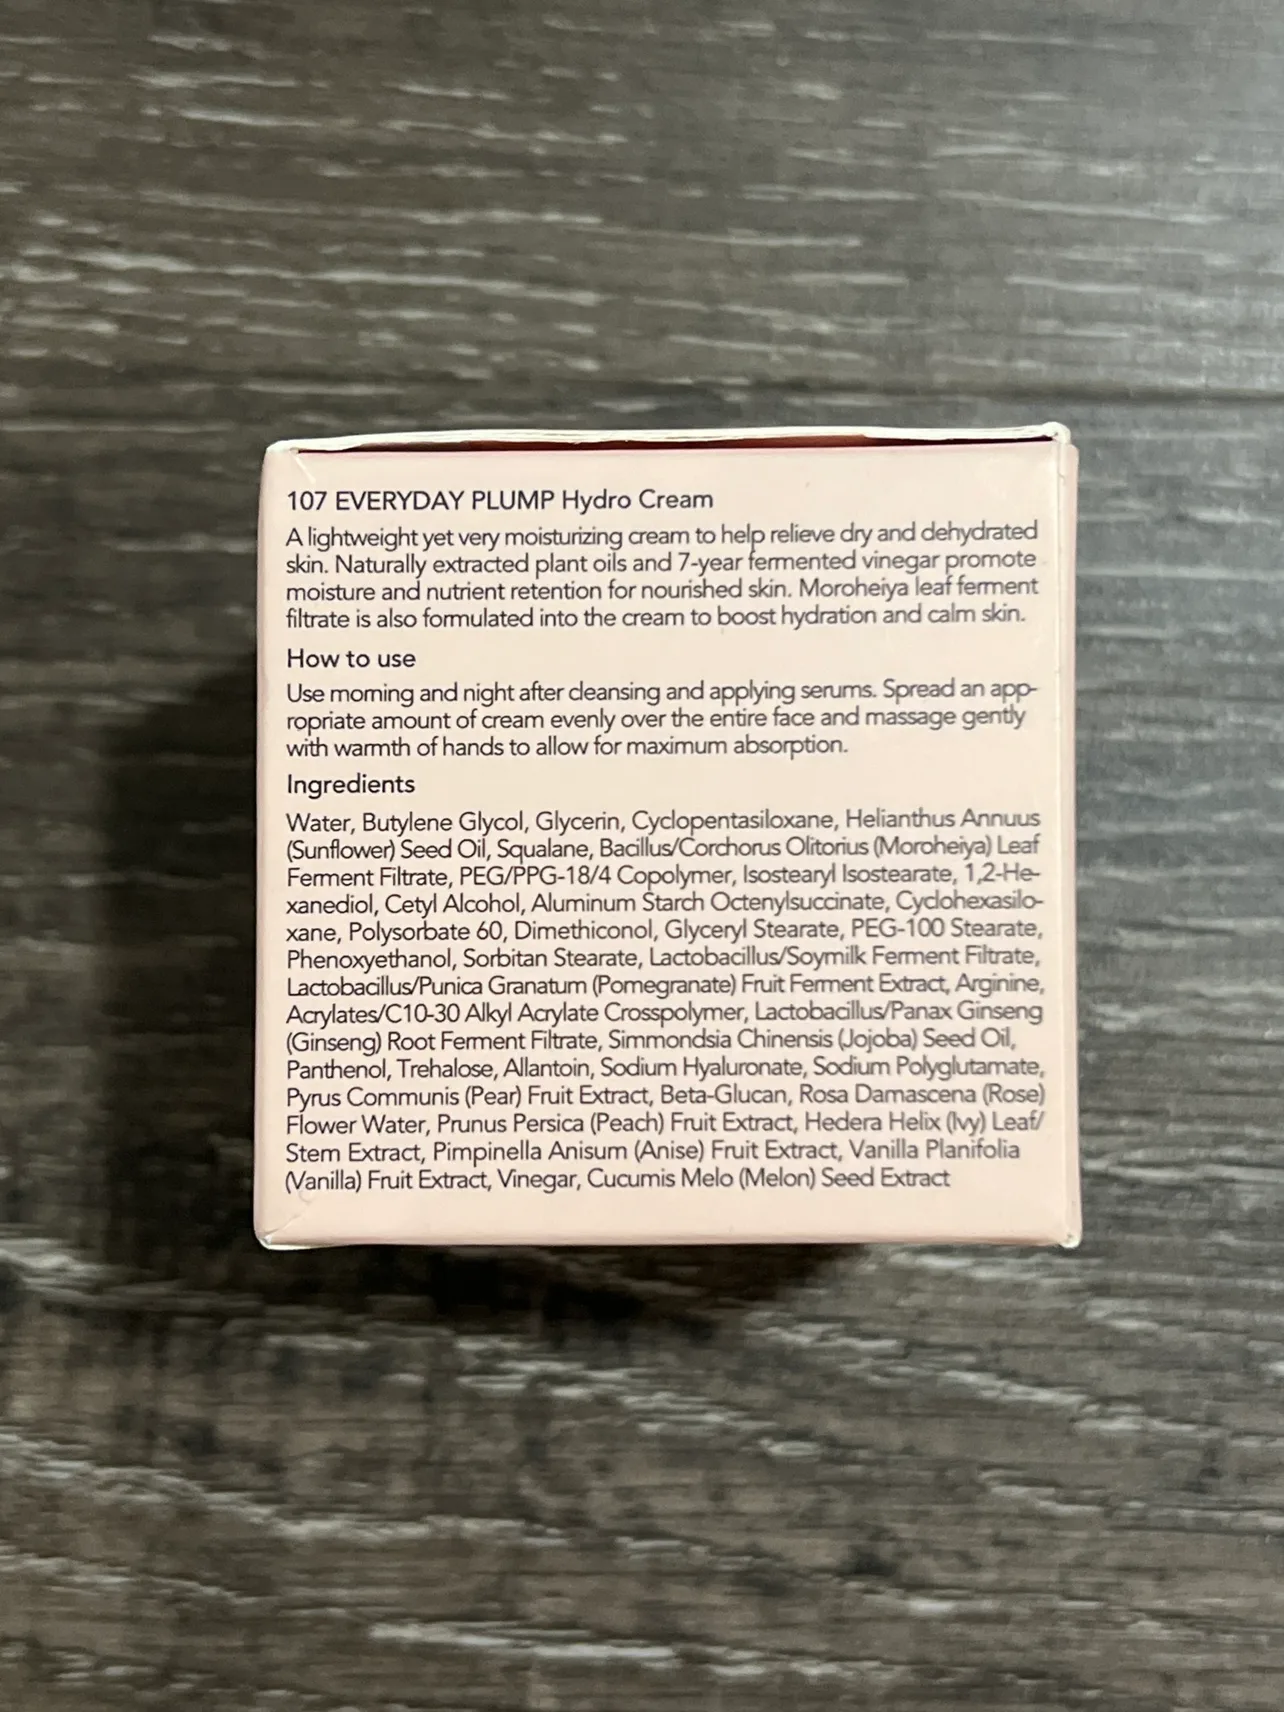 107 EVERYDAY PLUMP Hydro Cream
A lightweight yet very moisturizing cream to help relieve dry and dehydrated
skin. Naturally extracted plant oils and 7-year fermented vinegar promote
moisture and nutrient retention for nourished skin. Moroheiya leaf ferment
filtrate is also formulated into the cream to boost hydration and calm skin.
How to use
Use morning and night after cleansing and applying serums. Spread an app-
ropriate amount of cream evenly over the entire face and massage gently
with warmth of hands to allow for maximum absorption.
Ingredients
Water, Butylene Glycol, Glycerin, Cyclopentasiloxane, Helianthus Annuus
(Sunflower) Seed Oil, Squalane, Bacillus/Corchorus Olitorius (Moroheiya) Leaf
Ferment Filtrate, PEG/PPG-18/4 Copolymer, Isostearyl Isostearate, 1,2-He-
xanediol, Cetyl Alcohol, Aluminum Starch Octenylsuccinate, Cyclohexasilo-
xane, Polysorbate 60, Dimethiconol, Glyceryl Stearate, PEG-100 Stearate,
Phenoxyethanol, Sorbitan Stearate, Lactobacillus/Soymilk Ferment Filtrate,
Lactobacillus/Punica Granatum (Pomegranate) Fruit Ferment Extract, Arginine,
Acrylates/C10-30 Alkyl Acrylate Crosspolymer, Lactobacillus/Panax Ginseng
(Ginseng) Root Ferment Filtrate, Simmondsia Chinensis (Jojoba) Seed Oil,
Panthenol, Trehalose, Allantoin, Sodium Hyaluronate, Sodium Polyglutamate,
Pyrus Communis (Pear) Fruit Extract, Beta-Glucan, Rosa Damascena (Rose)
Flower Water, Prunus Persica (Peach) Fruit Extract, Hedera Helix (Ivy) Leaf/
Stem Extract, Pimpinella Anisum (Anise) Fruit Extract, Vanilla Planifolia
(Vanilla) Fruit Extract, Vinegar, Cucumis Melo (Melon) Seed Extract